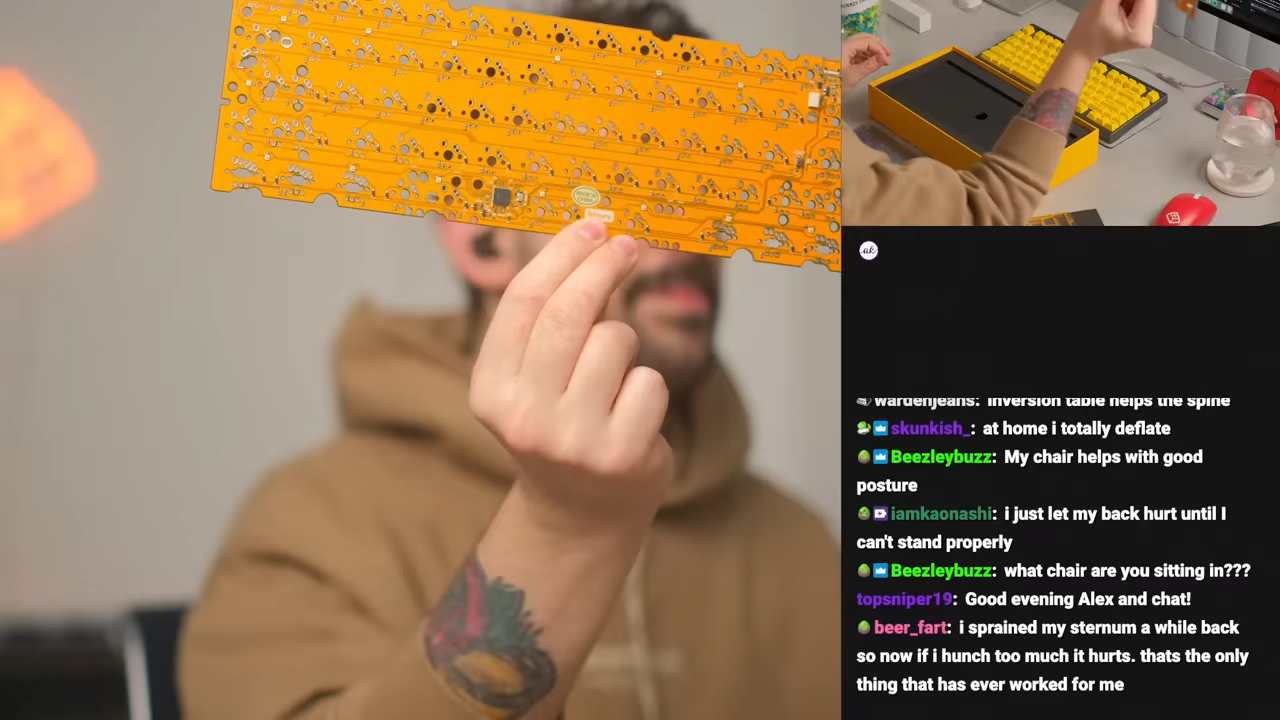 ak
wardenjeans: inversion table helps the spine
skunkish_: at home i totally deflate
Beezleybuzz: My chair helps with good
posture
iamkaonashi: i just let my back hurt until I
can't stand properly
Beezleybuzz: what chair are you sitting in???
topsniper19: Good evening Alex and chat!
beer_fart: i sprained my sternum a while back
so now if i hunch too much it hurts. thats the only
thing that has ever worked for me